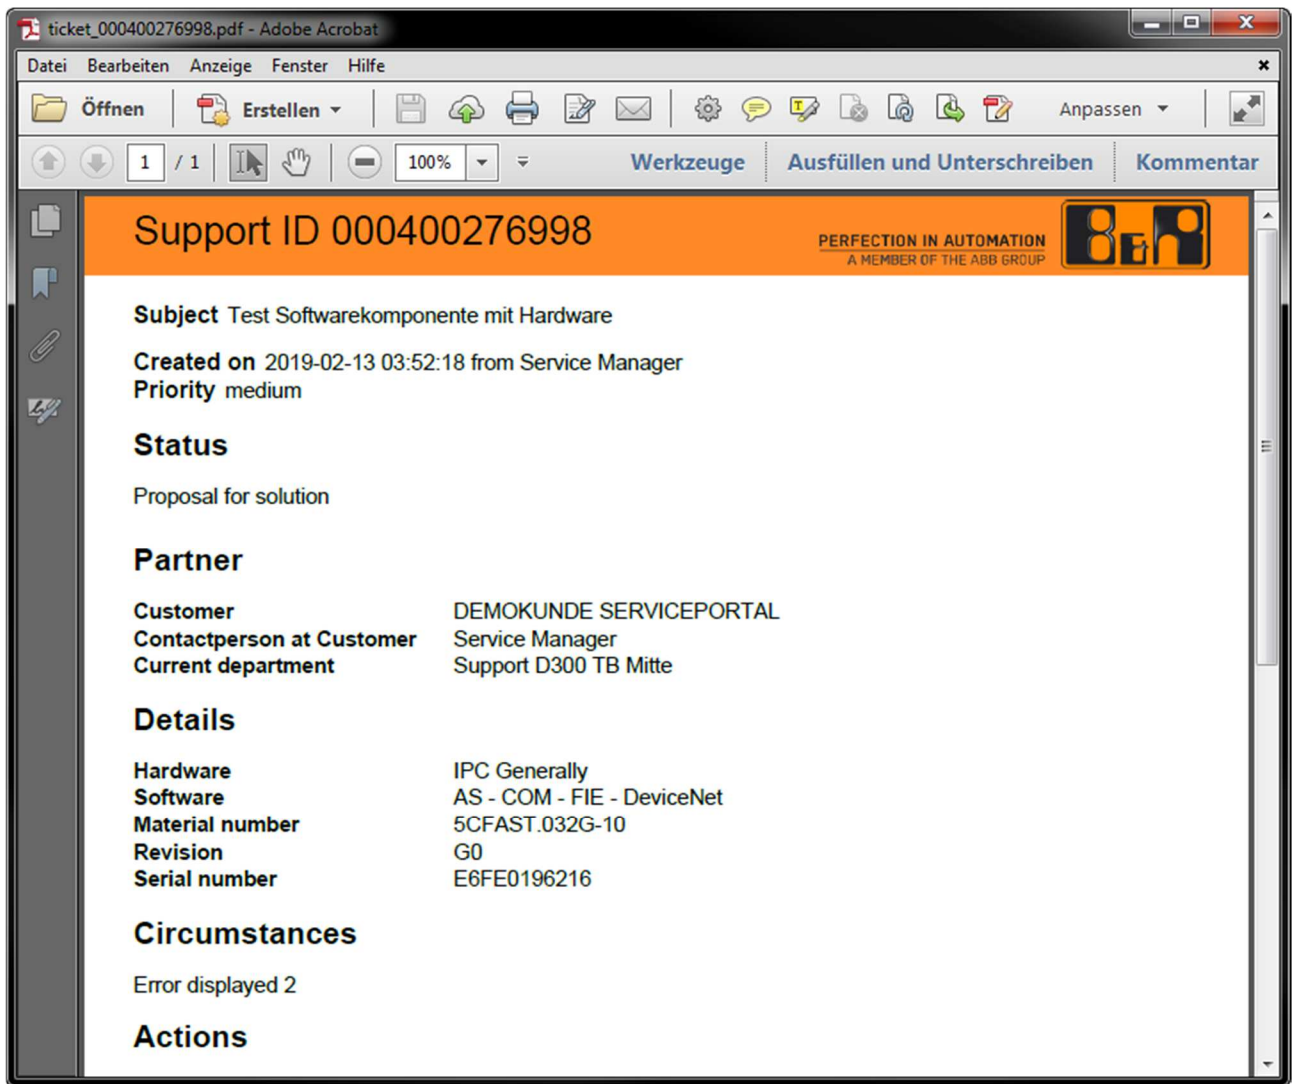 ticket_000400276998.pdf - Adobe Acrobat
Datei Bearbeiten Anzeige Fenster Hilfe
Öffnen Erstellen Anpassen
1 / 1 100% Werkzeuge Ausfüllen und Unterschreiben Kommentar
Support ID 000400276998
PERFECTION IN AUTOMATION
A MEMBER OF THE ABB GROUP
B&R
Subject Test Softwarekomponente mit Hardware
Created on 2019-02-13 03:52:18 from Service Manager
Priority medium
Status
Proposal for solution
Partner
Customer DEMOKUNDE SERVICEPORTAL
Contactperson at Customer Service Manager
Current department Support D300 TB Mitte
Details
Hardware IPC Generally
Software AS - COM - FIE - DeviceNet
Material number 5CFAST.032G-10
Revision G0
Serial number E6FE0196216
Circumstances
Error displayed 2
Actions